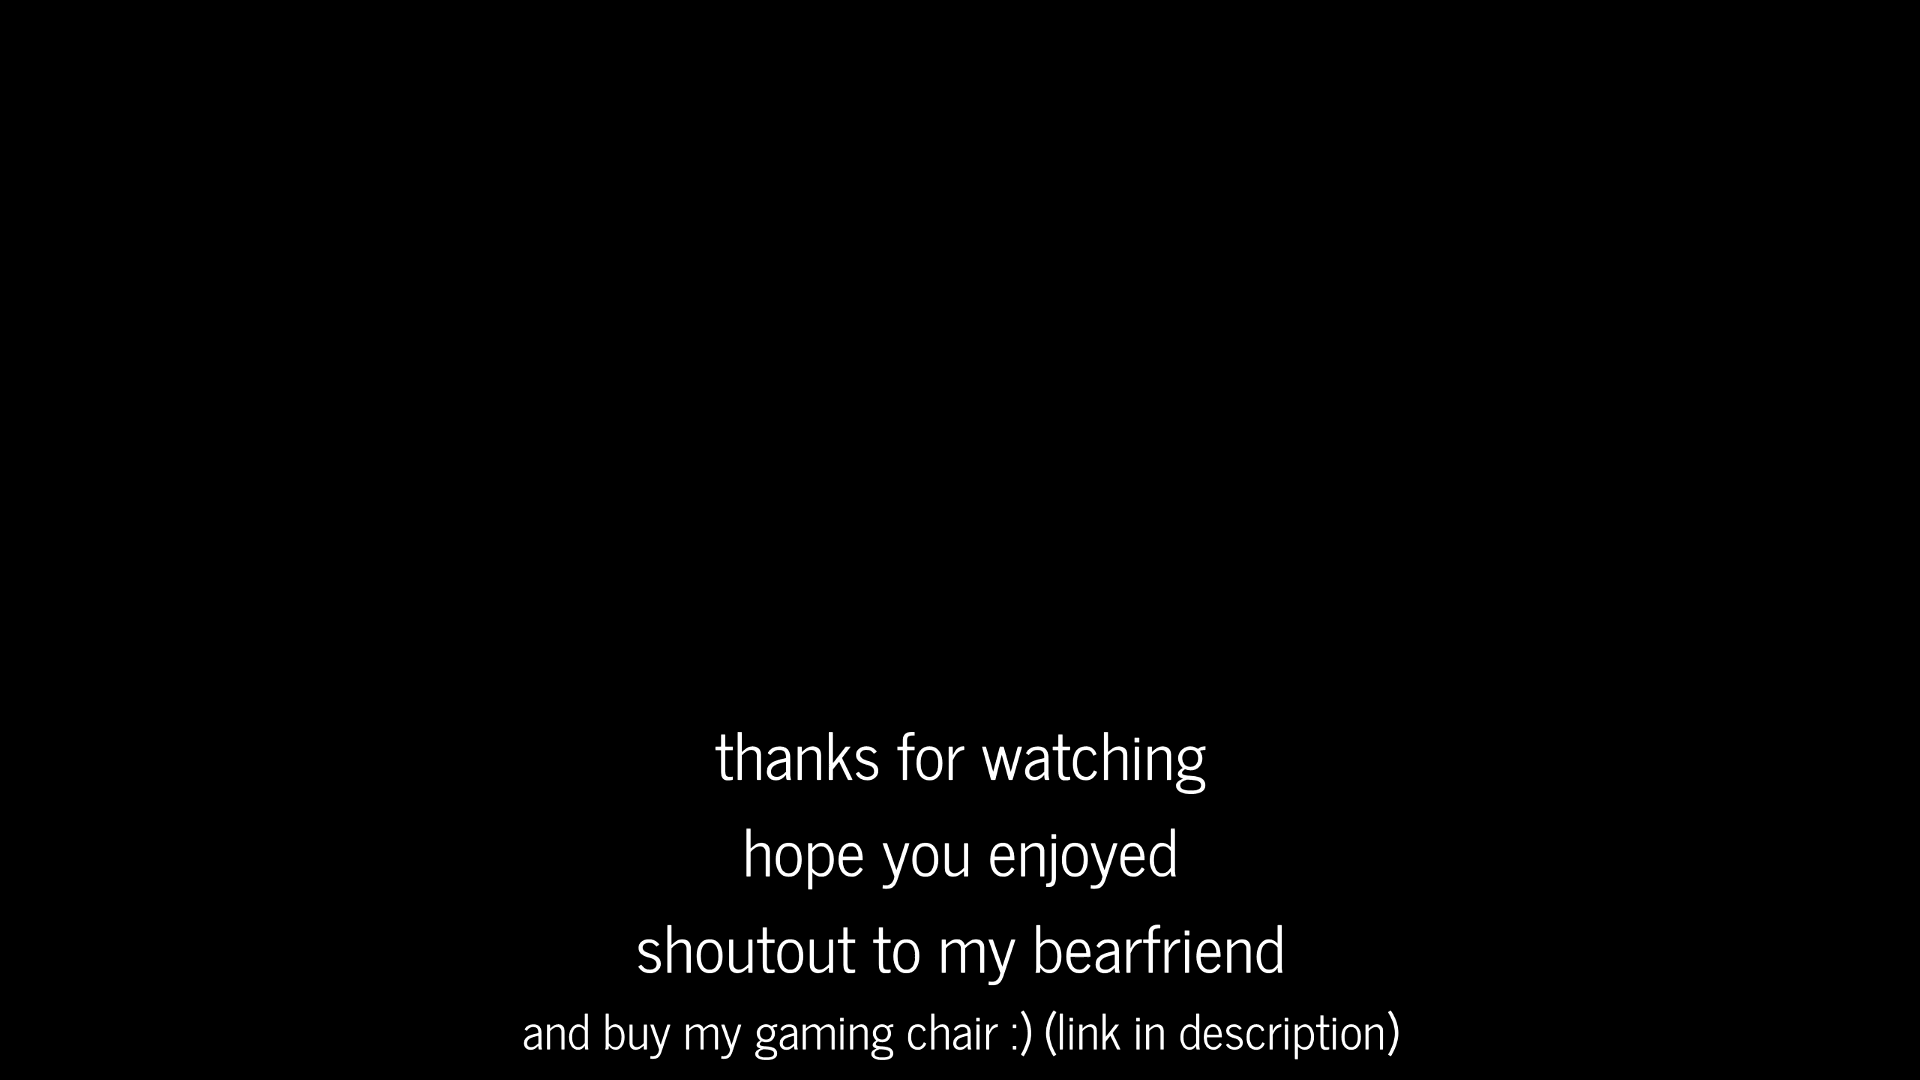 thanks for watching
hope you enjoyed
shoutout to my bearfriend
and buy my gaming chair :) (link in description)